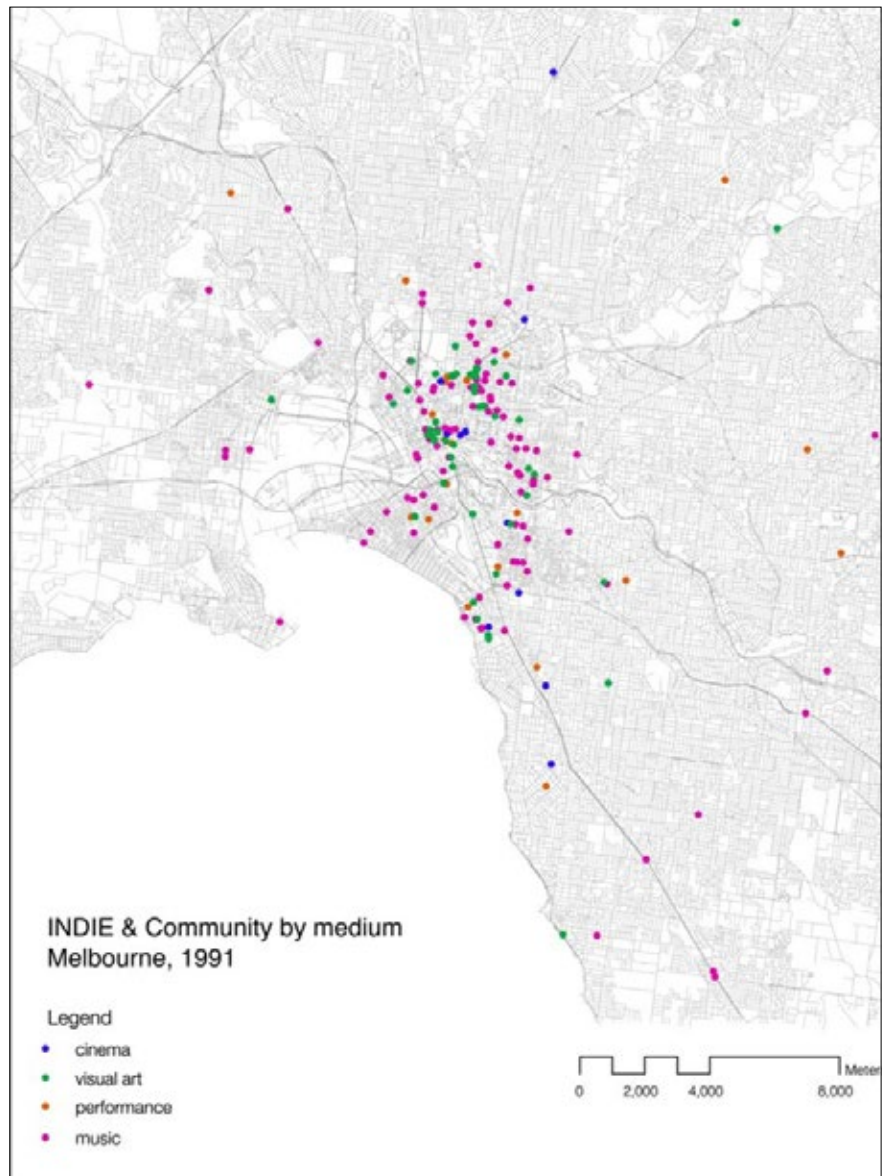 INDIE & Community by medium
Melbourne, 1991
Legend
cinema
visual art
performance
music
Meter
0 2,000 4,000 6,000